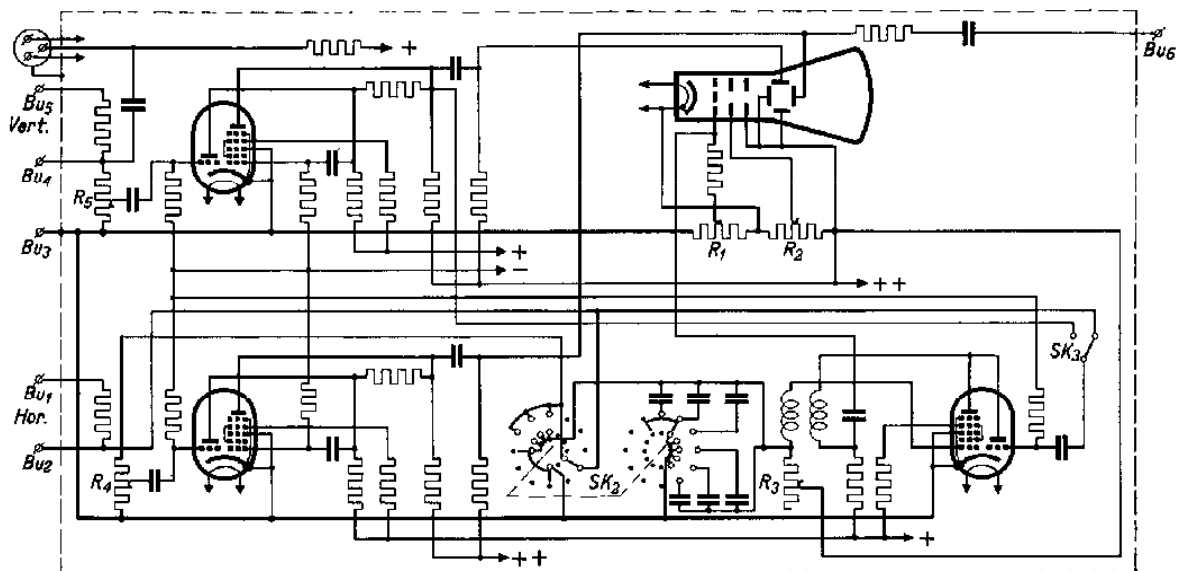 +
Bu5
Vert.
Bu4
R5
Bu3
Bu6
R1
R2
+
−
++
SK3
Bu1
Hor.
Bu2
R4
SK2
R3
+
++